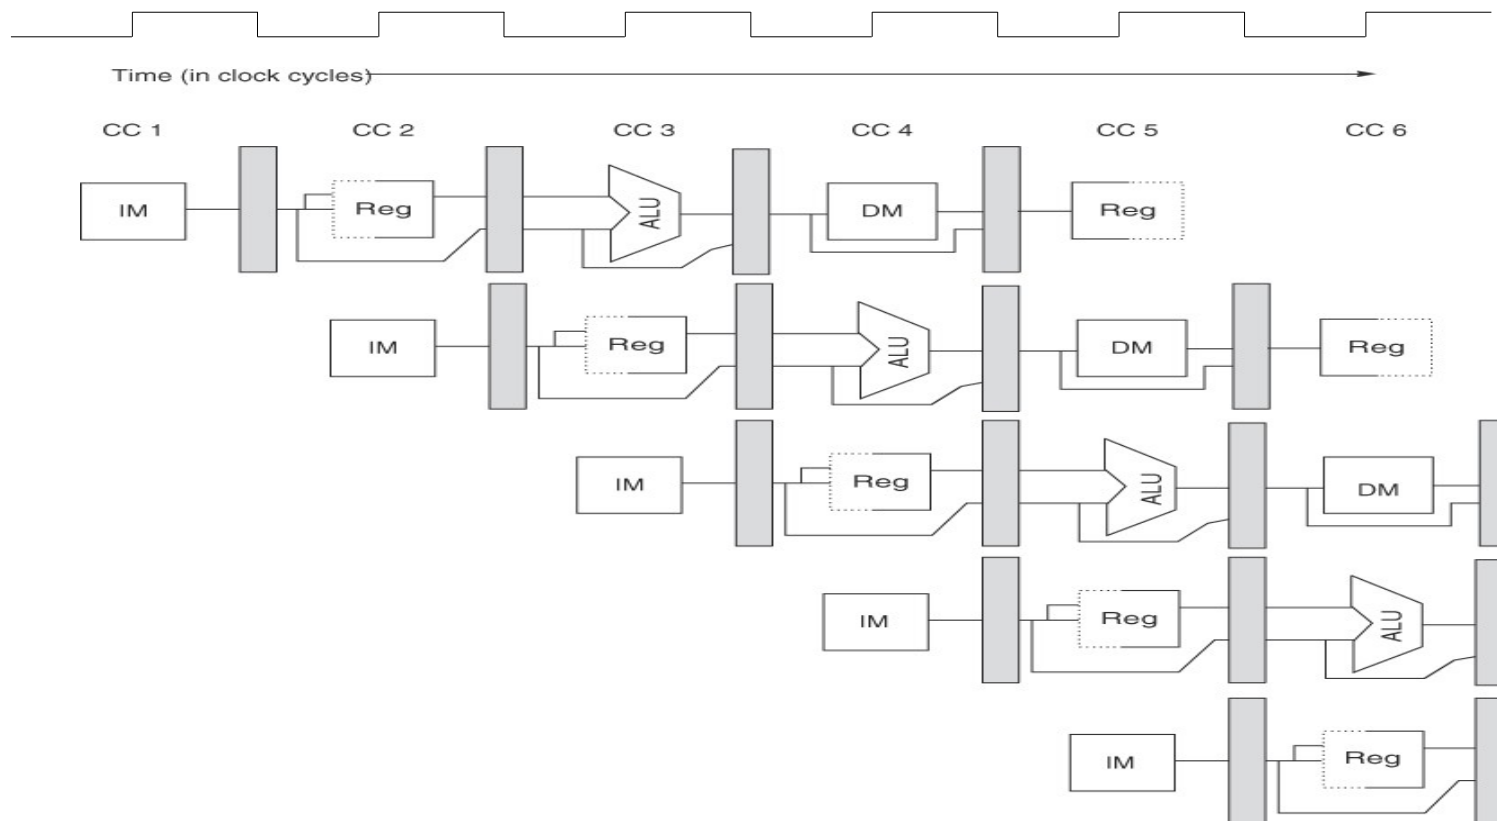 Time (in clock cycles)
CC 1 CC 2 CC 3 CC 4 CC 5 CC 6
IM Reg ALU DM Reg
IM Reg ALU DM Reg
IM Reg ALU DM
IM Reg ALU
IM Reg